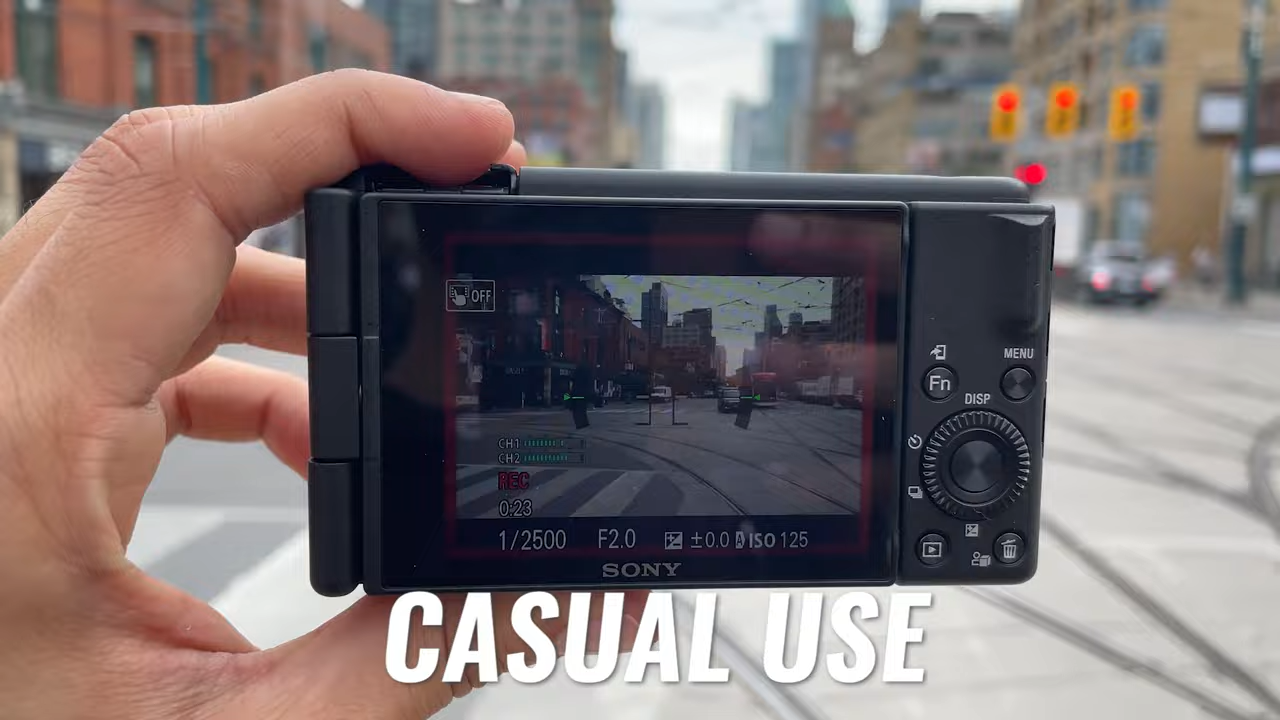 OFF
MENU
Fn
DISP
CH1
CH2
REC
0:23
1/2500 F2.0 ±0.0 A ISO 125
SONY
CASUAL USE